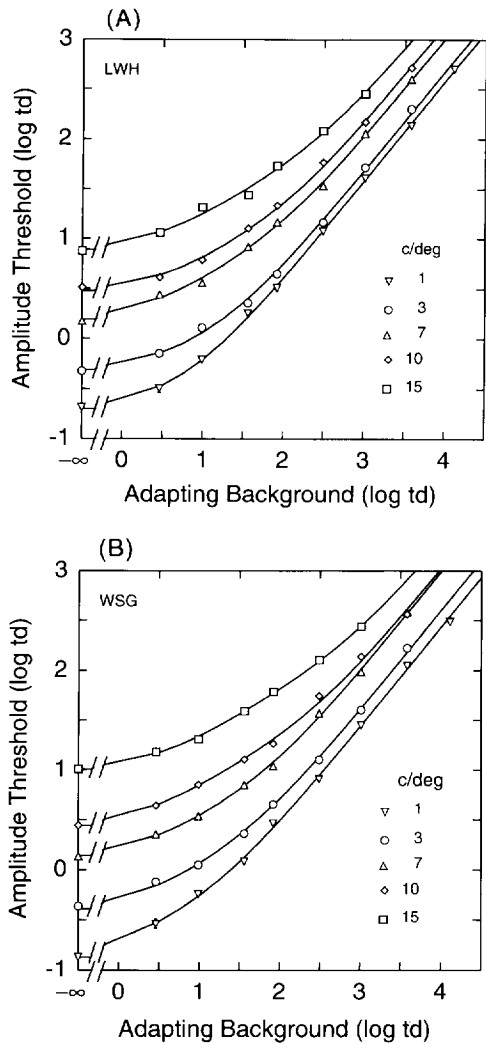 (A)
3
LWH
2
1
0
-1
Amplitude Threshold (log td)
c/deg
1
3
7
10
15
−∞ 0 1 2 3 4
Adapting Background (log td)
(B)
3
WSG
2
1
0
-1
Amplitude Threshold (log td)
c/deg
1
3
7
10
15
−∞ 0 1 2 3 4
Adapting Background (log td)